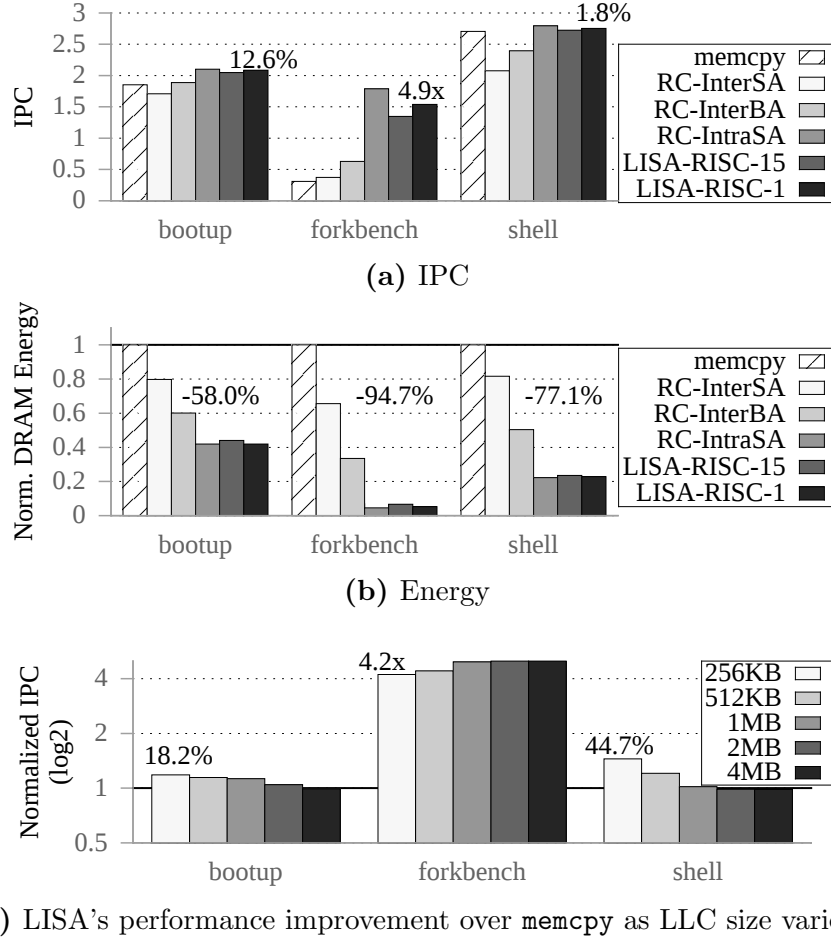 3
2.5
2
1.5
1
0.5
0
IPC
12.6%
4.9x
1.8%
memcpy
RC-InterSA
RC-InterBA
RC-IntraSA
LISA-RISC-15
LISA-RISC-1
bootup forkbench shell
(a) IPC
1
0.8
0.6
0.4
0.2
0
Norm. DRAM Energy
-58.0% -94.7% -77.1%
memcpy
RC-InterSA
RC-InterBA
RC-IntraSA
LISA-RISC-15
LISA-RISC-1
bootup forkbench shell
(b) Energy
4
2
1
0.5
Normalized IPC
(log2)
18.2%
4.2x
44.7%
256KB
512KB
1MB
2MB
4MB
bootup forkbench shell
) LISA's performance improvement over memcpy as LLC size vari